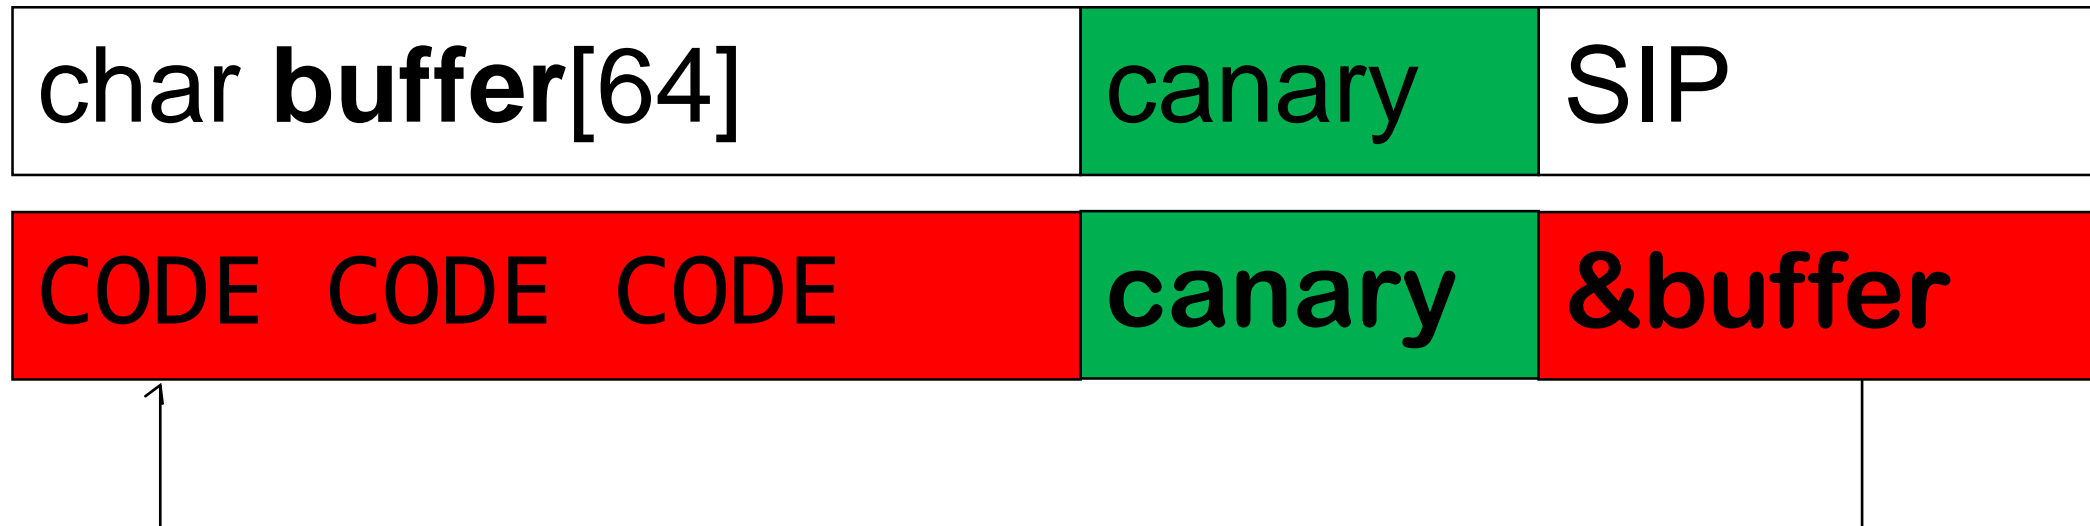 char buffer[64] canary SIP
CODE CODE CODE canary &buffer